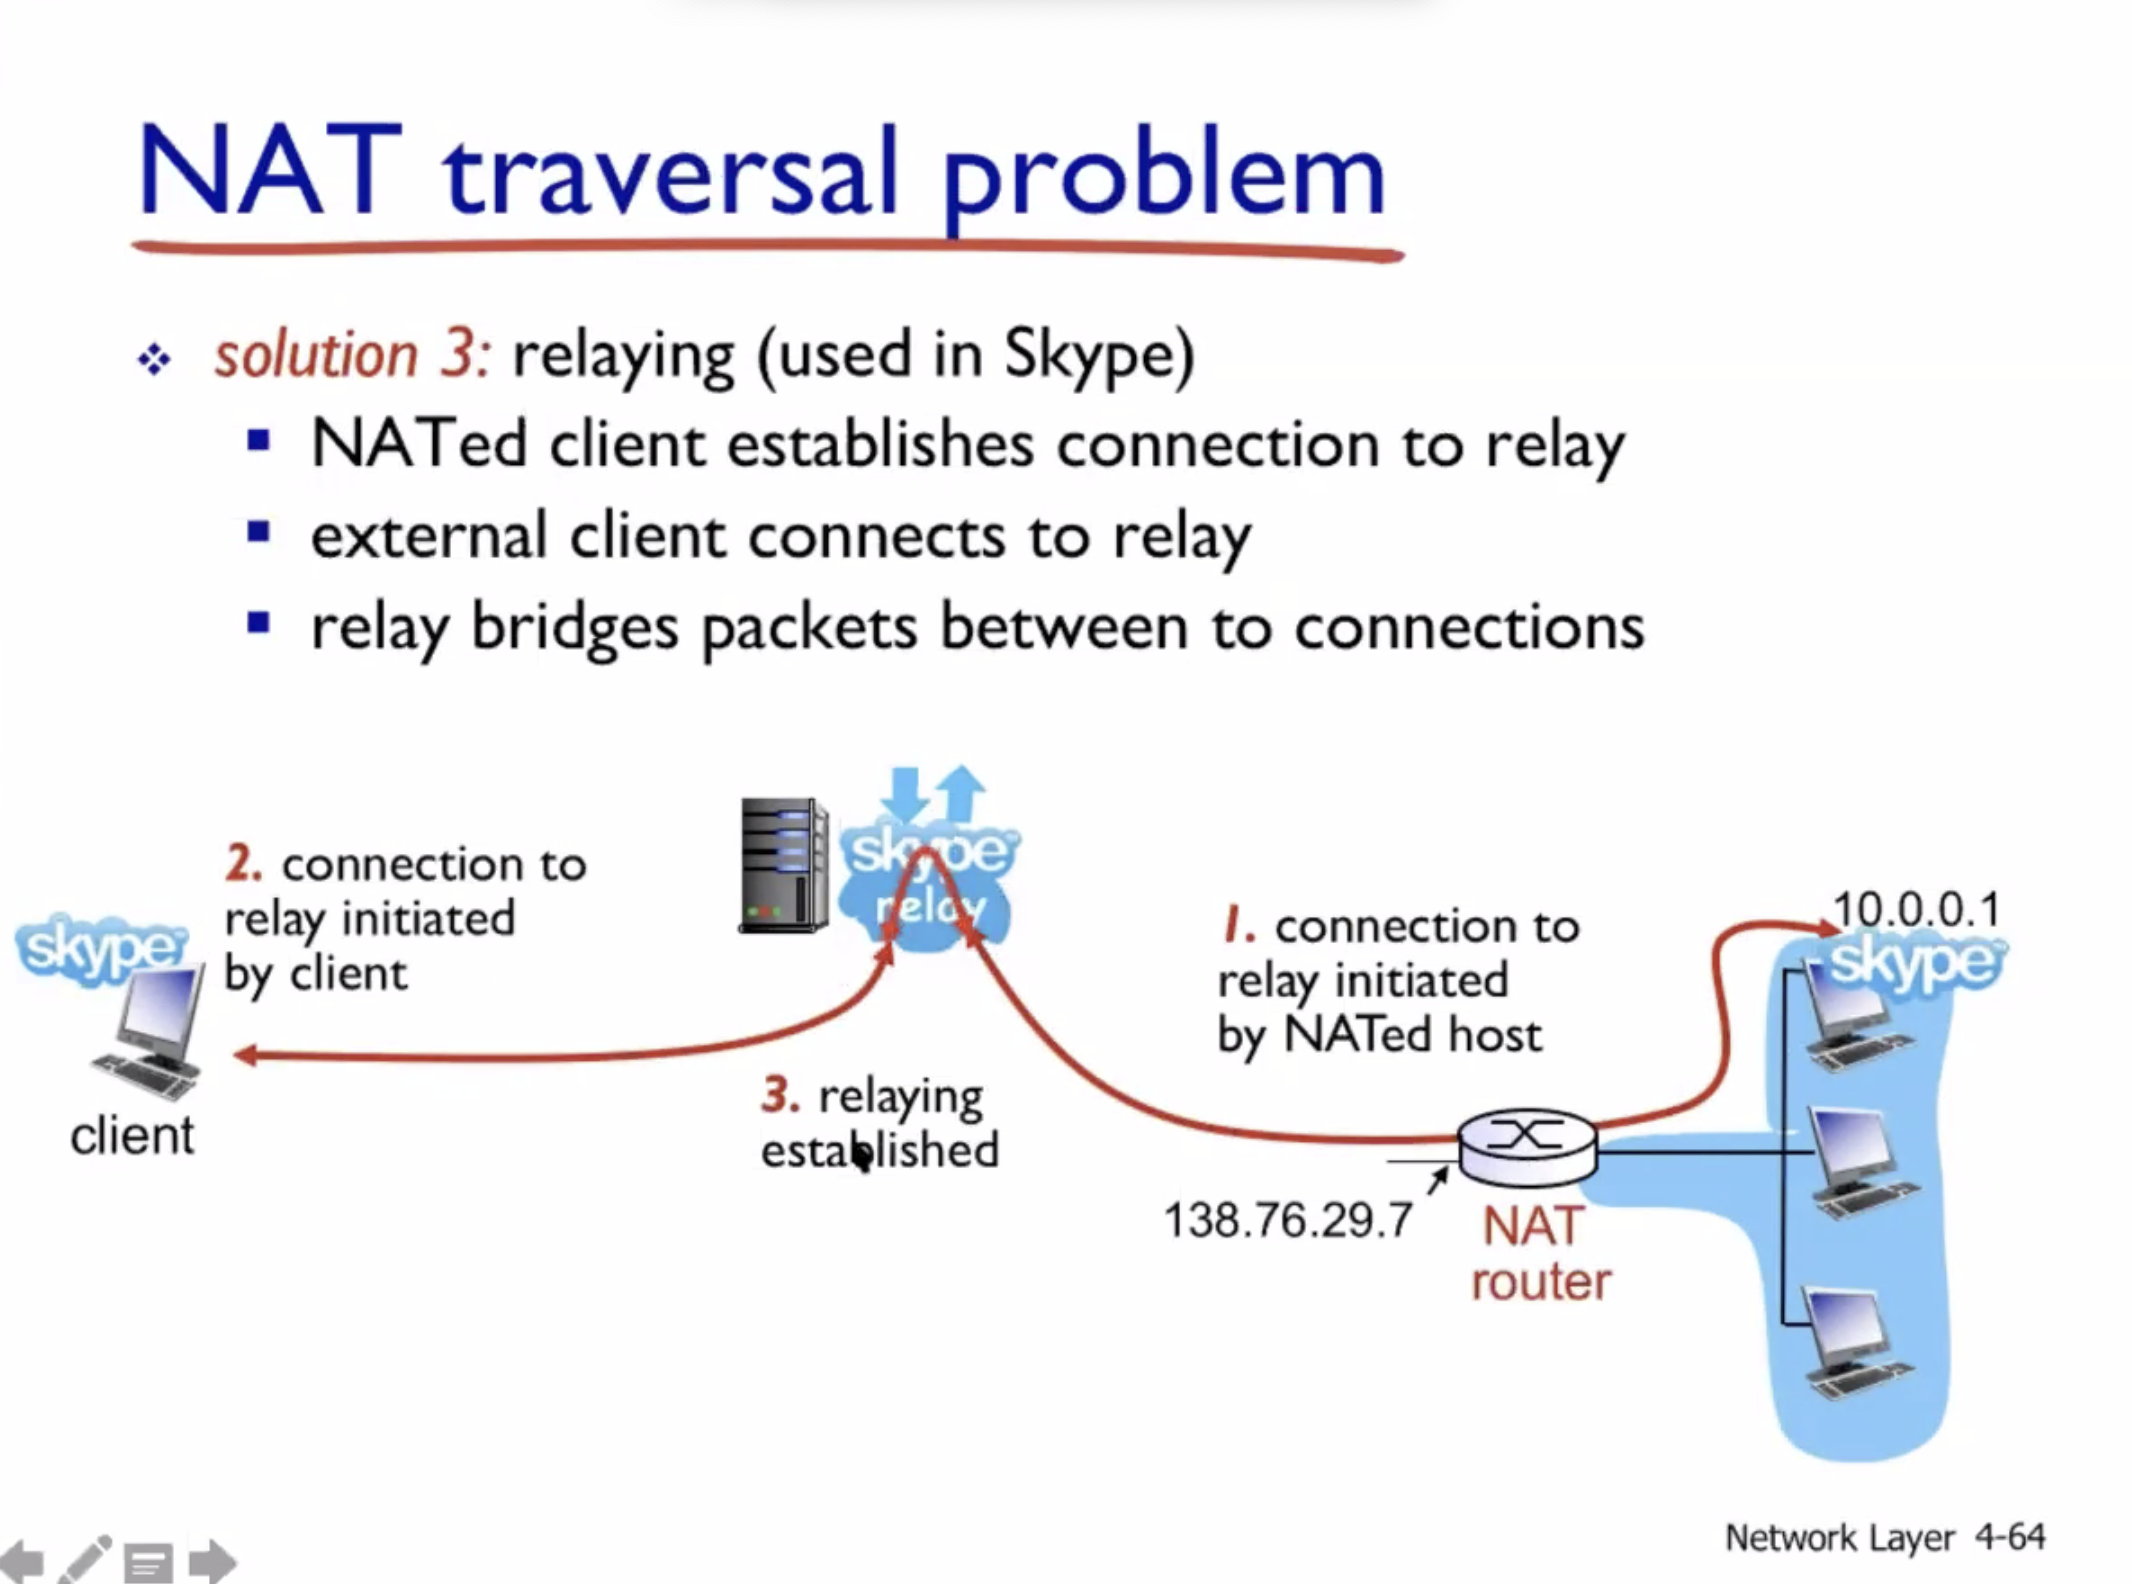 NAT traversal problem
solution 3: relaying (used in Skype)
NATed client establishes connection to relay
external client connects to relay
relay bridges packets between to connections
2. connection to
relay initiated
by client
skype
client
skype
relay
3. relaying
established
1. connection to
relay initiated
by NATed host
138.76.29.7
NAT
router
10.0.0.1
skype
Network Layer 4-64